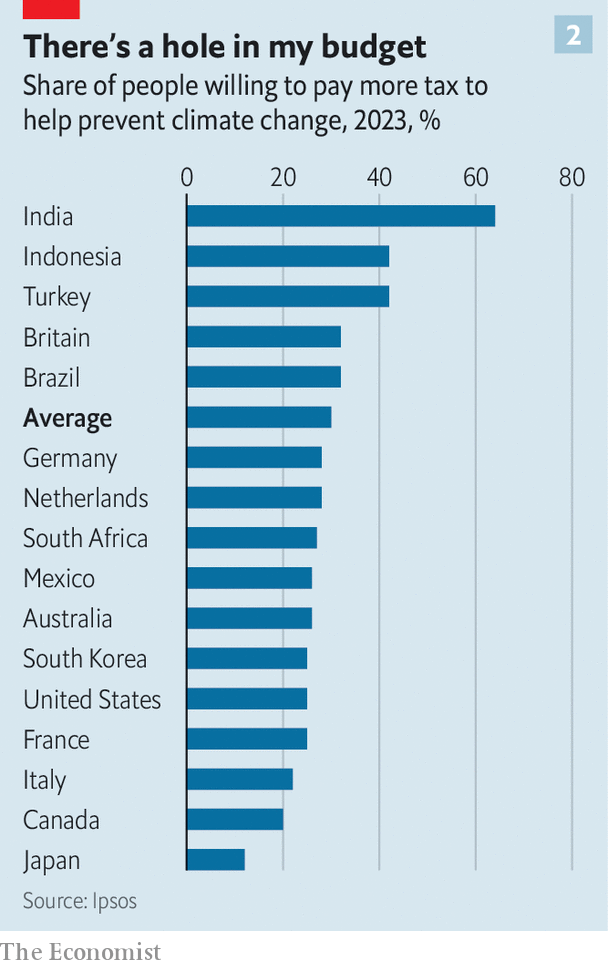 There's a hole in my budget
2
Share of people willing to pay more tax to
help prevent climate change, 2023, %
0 20 40 60 80
India
Indonesia
Turkey
Britain
Brazil
Average
Germany
Netherlands
South Africa
Mexico
Australia
South Korea
United States
France
Italy
Canada
Japan
Source: Ipsos
The Economist